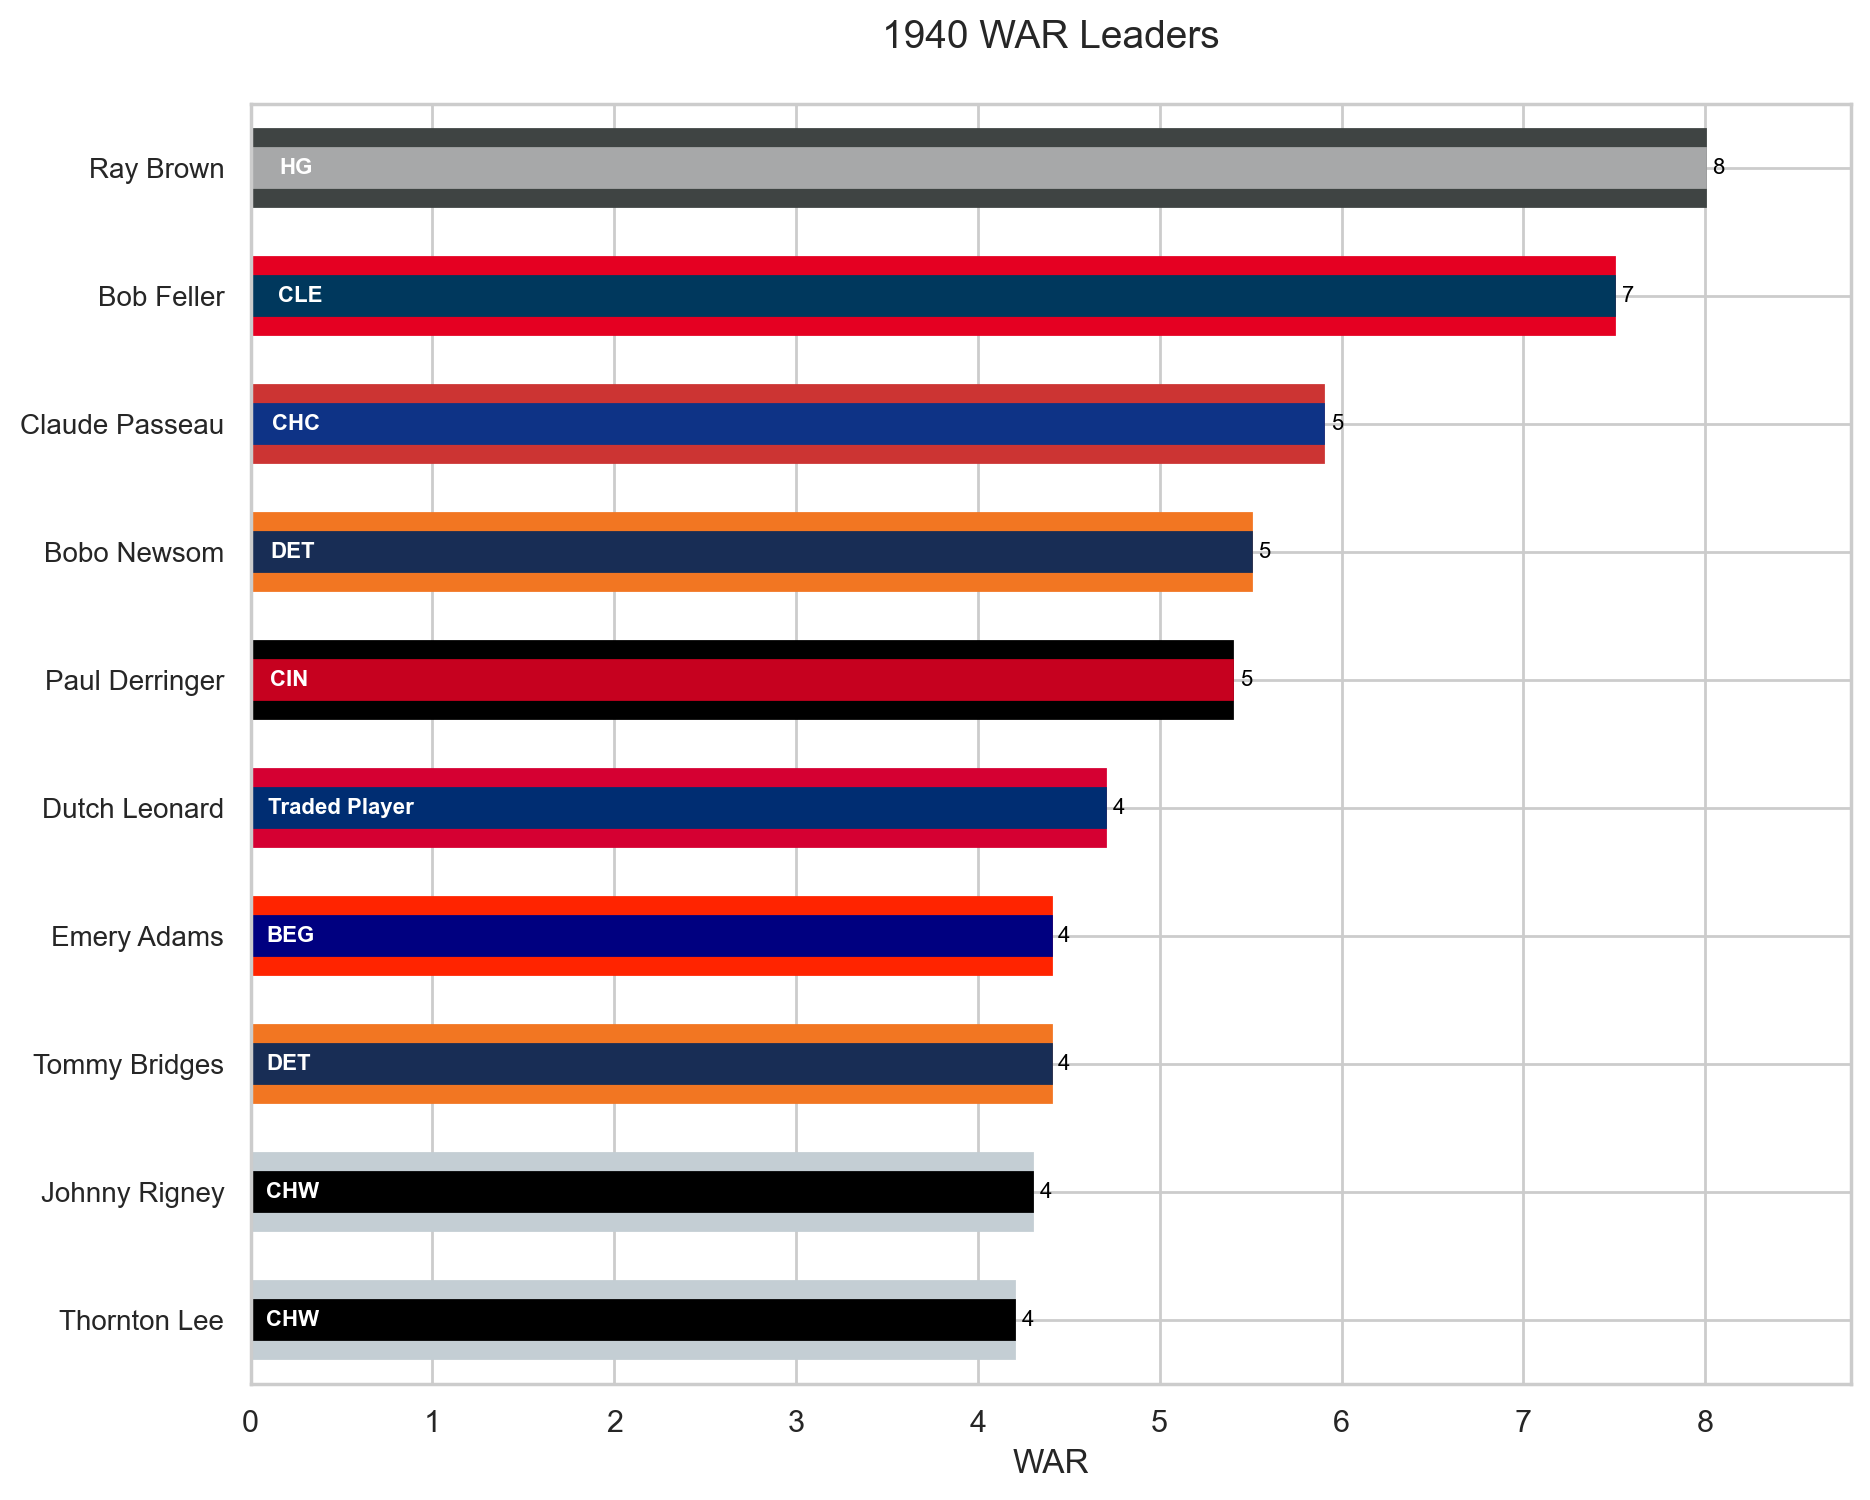 1940 WAR Leaders
Ray Brown HG 8
Bob Feller CLE 7
Claude Passeau CHC 5
Bobo Newsom DET 5
Paul Derringer CIN 5
Dutch Leonard Traded Player 4
Emery Adams BEG 4
Tommy Bridges DET 4
Johnny Rigney CHW 4
Thornton Lee CHW 4
0 1 2 3 4 5 6 7 8
WAR